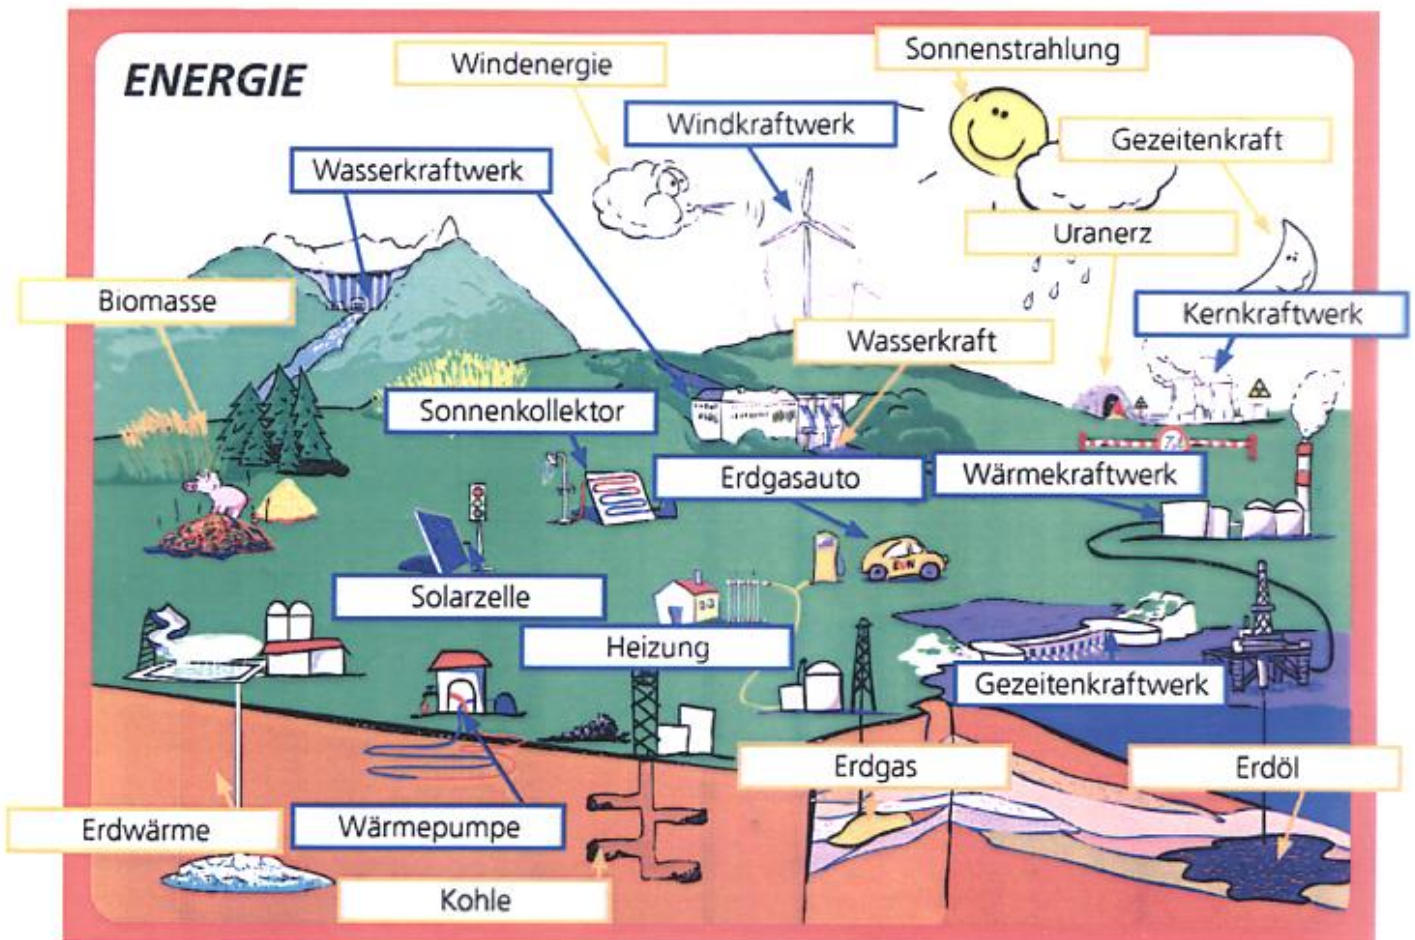 ENERGIE
Windenergie
Sonnenstrahlung
Windkraftwerk
Gezeitenkraft
Wasserkraftwerk
Uranerz
Biomasse
Kernkraftwerk
Wasserkraft
Sonnenkollektor
Erdgasauto
Wärmekraftwerk
Solarzelle
Heizung
Gezeitenkraftwerk
Erdgas
Erdöl
Erdwärme
Wärmepumpe
Kohle